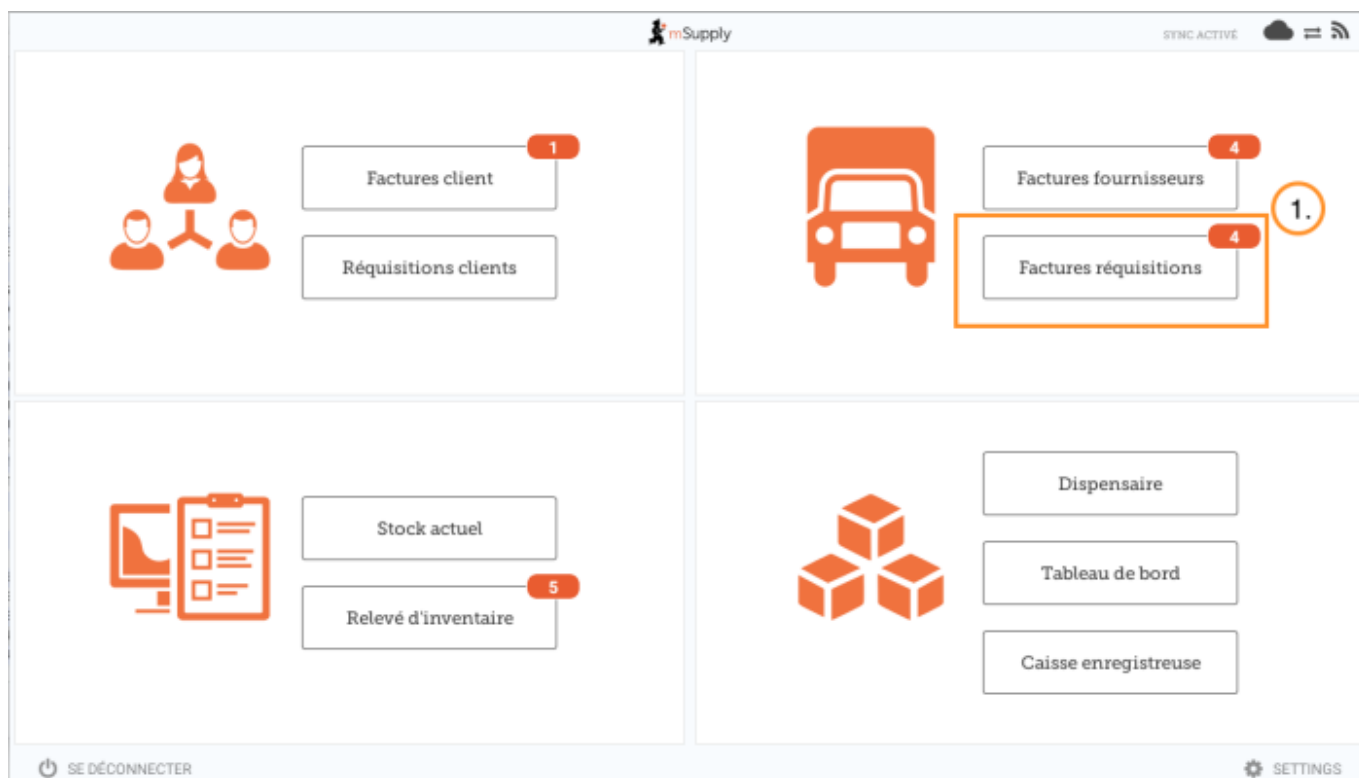 mSupply
SYNC ACTIVÉ
1
Factures client
Réquisitions clients
4
Factures fournisseurs
1.
4
Factures réquisitions
Stock actuel
5
Relevé d'inventaire
Dispensaire
Tableau de bord
Caisse enregistreuse
SE DÉCONNECTER
SETTINGS